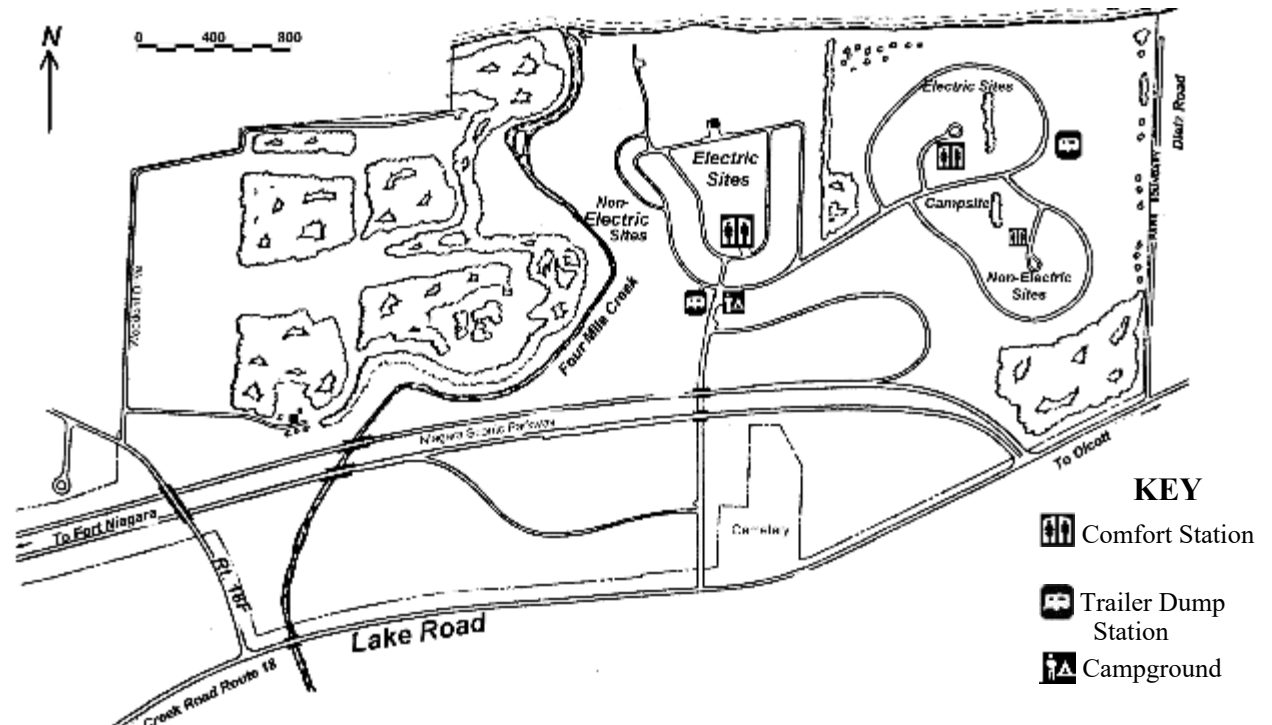 N
0 400 800
Electric Sites
Dietz Road
Electric
Sites
Non-
Electric
Sites
Campsite
Non-Electric
Sites
Four Mile Creek
Niagara Scenic Parkway
To Olcott
KEY
To Fort Niagara
Cemetery
Comfort Station
Rt. 18F
Trailer Dump
Station
Lake Road
Campground
Creek Road Route 18